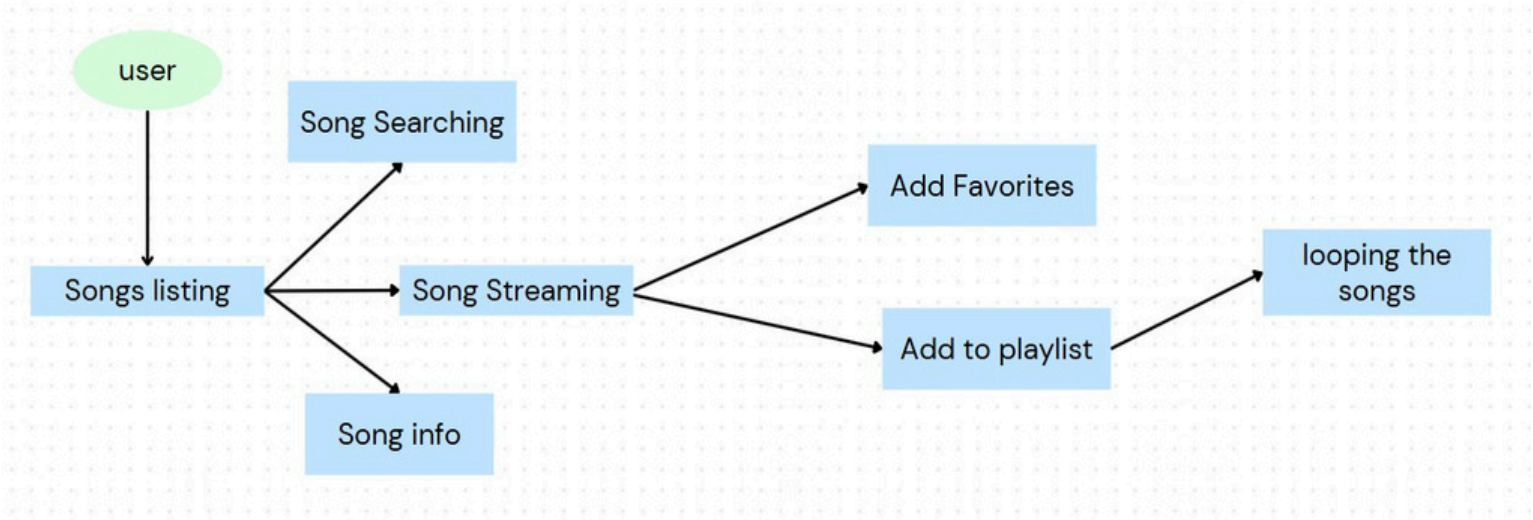 user
Song Searching
Add Favorites
looping the
songs
Songs listing
Song Streaming
Add to playlist
Song info